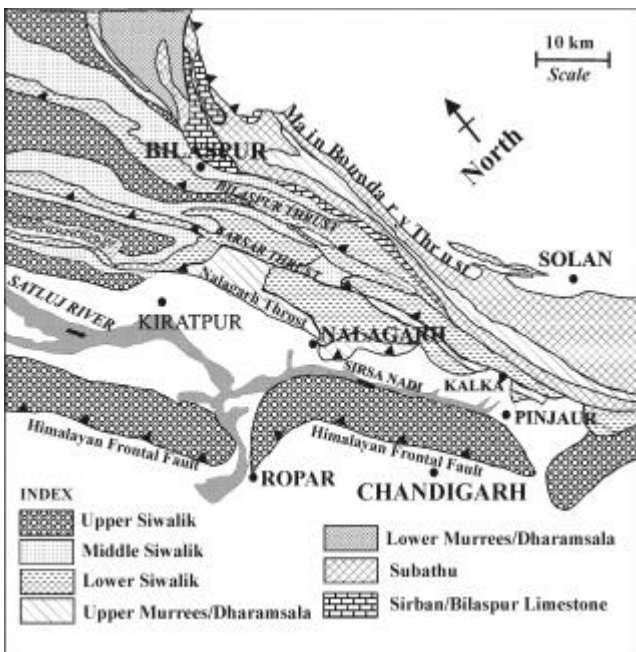 10 km
Scale
North
Main Boundary Thrust
BILASPUR
BILASPUR THRUST
BARSAR THRUST
SOLAN
SATLUJ RIVER
KIRATPUR
Nalagarh Thrust
NALAGARH
SIRSA NADI
KALKA
PINJAUR
Himalayan Frontal Fault
Himalayan Frontal Fault
ROPAR
CHANDIGARH
INDEX
Upper Siwalik
Middle Siwalik
Lower Siwalik
Upper Murrees/Dharamsala
Lower Murrees/Dharamsala
Subathu
Sirban/Bilaspur Limestone